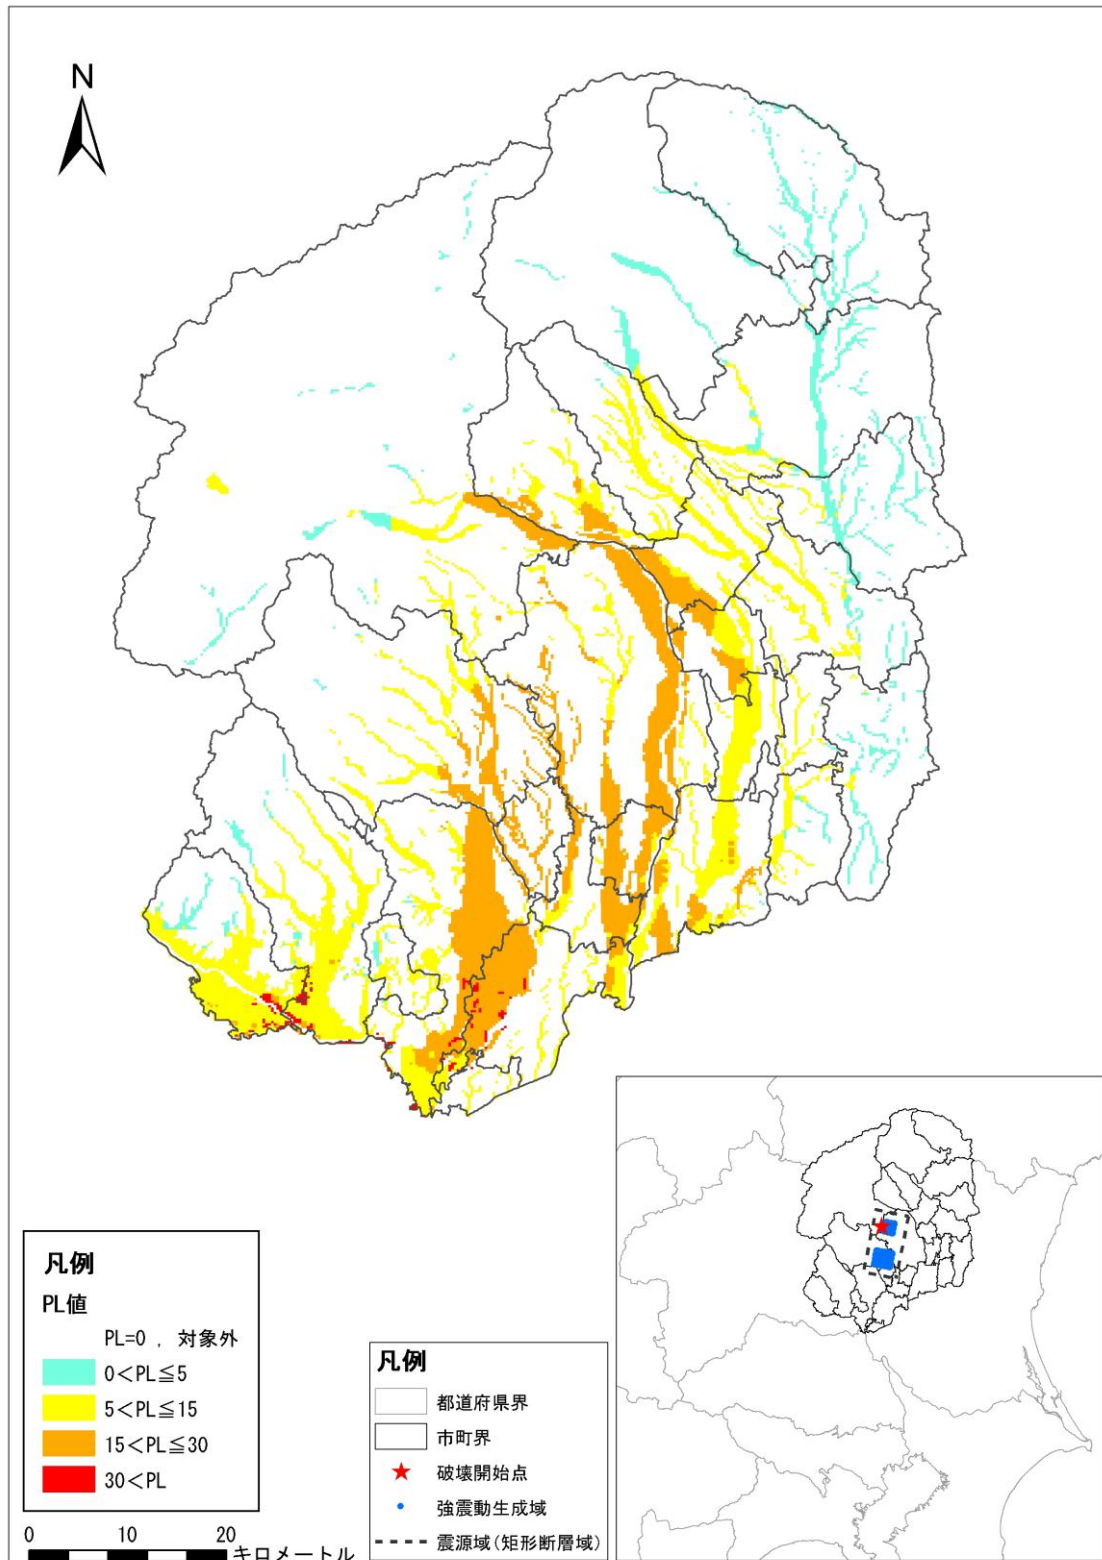 N
凡例
PL値
PL=0 , 対象外
0<PL≦5
5<PL≦15
15<PL≦30
30<PL
0 10 20
キロメートル
凡例
都道府県界
市町界
破壊開始点
強震動生成域
震源域(矩形断層域)